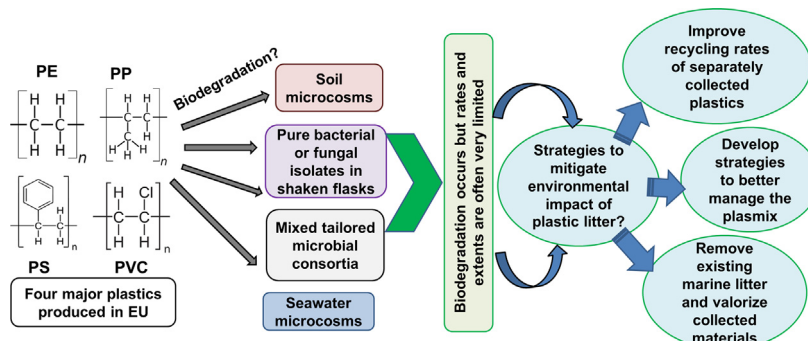 PE
PP
H H
C C
H H
n
H H
C C
H
C
H H
H
n
H
C C
H H
n
PS
H Cl
C C
H H
n
PVC
Four major plastics
produced in EU
Biodegradation?
Soil
microcosms
Pure bacterial
or fungal
isolates in
shaken flasks
Mixed tailored
microbial
consortia
Seawater
microcosms
Biodegradation occurs but rates and
extents are often very limited
Strategies to
mitigate
environmental
impact of
plastic litter?
Improve
recycling rates
of separately
collected
plastics
Develop
strategies
to better
manage the
plasmix
Remove
existing
marine litter
and valorize
collected
materials